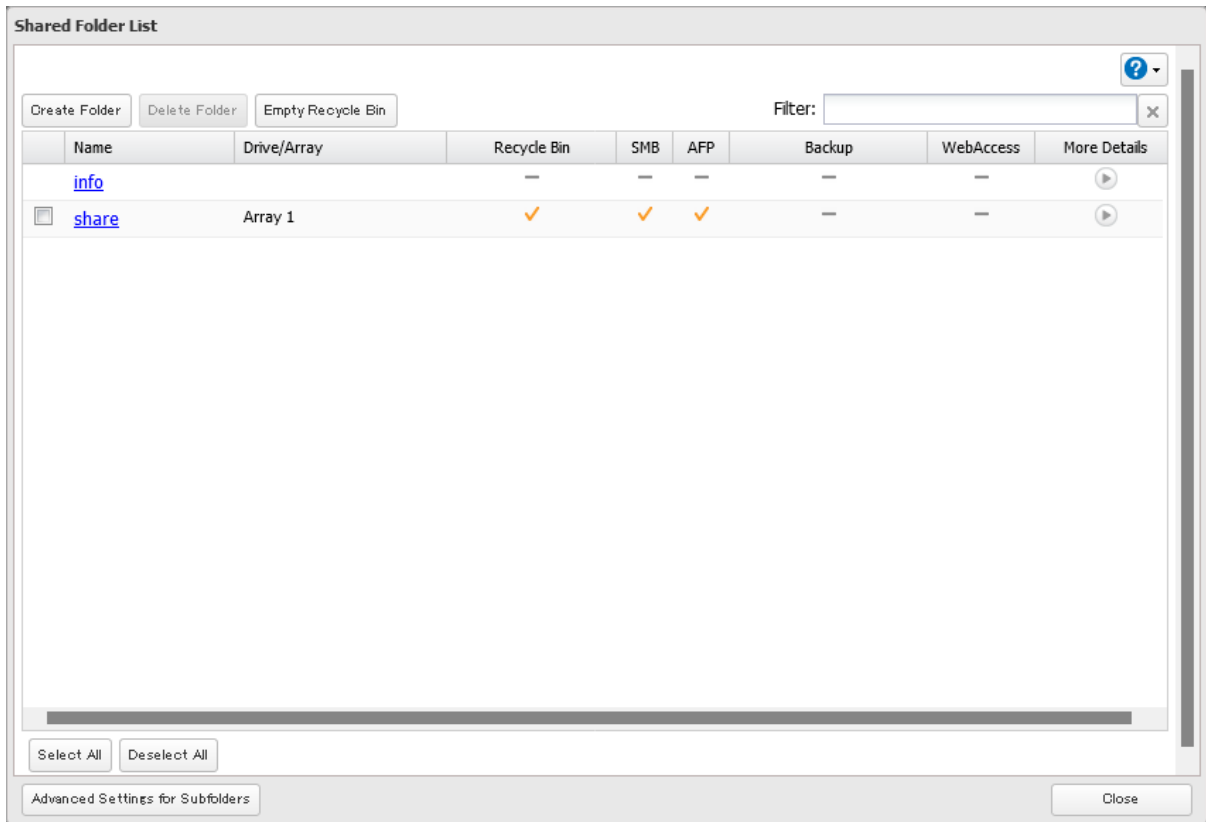 Shared Folder List
?
Create Folder Delete Folder Empty Recycle Bin Filter:
Name Drive/Array Recycle Bin SMB AFP Backup WebAccess More Details
info
share Array 1
Select All Deselect All
Advanced Settings for Subfolders Close